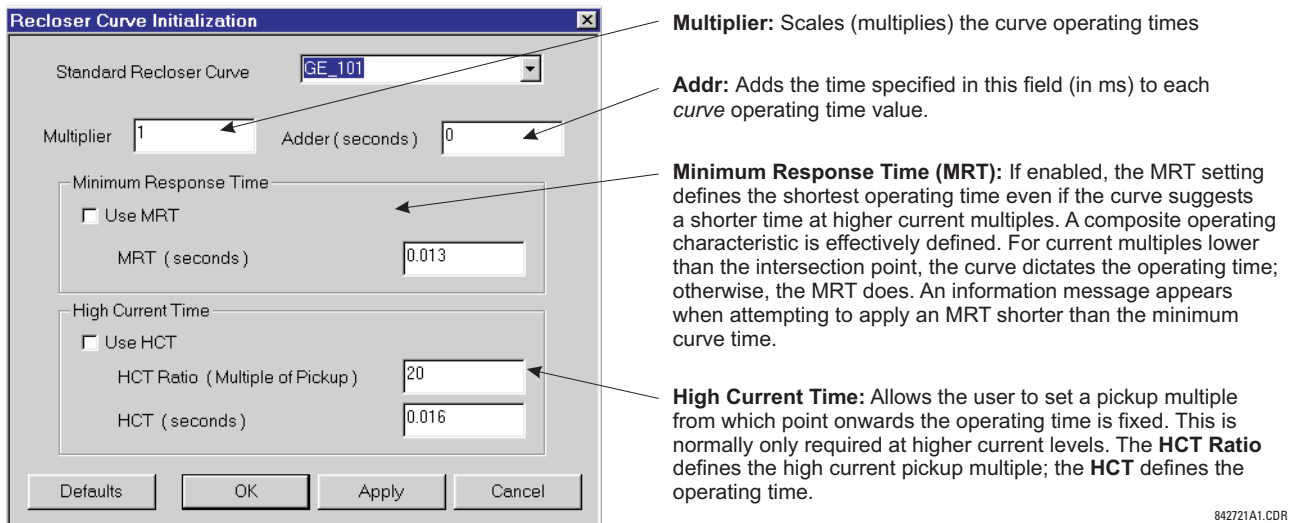 Recloser Curve Initialization
Standard Recloser Curve GE_101
Multiplier 1 Adder ( seconds ) 0
Minimum Response Time
Use MRT
MRT ( seconds ) 0.013
High Current Time
Use HCT
HCT Ratio ( Multiple of Pickup ) 20
HCT ( seconds ) 0.016
Defaults OK Apply Cancel
Multiplier: Scales (multiplies) the curve operating times
Addr: Adds the time specified in this field (in ms) to each
curve operating time value.
Minimum Response Time (MRT): If enabled, the MRT setting
defines the shortest operating time even if the curve suggests
a shorter time at higher current multiples. A composite operating
characteristic is effectively defined. For current multiples lower
than the intersection point, the curve dictates the operating time;
otherwise, the MRT does. An information message appears
when attempting to apply an MRT shorter than the minimum
curve time.
High Current Time: Allows the user to set a pickup multiple
from which point onwards the operating time is fixed. This is
normally only required at higher current levels. The HCT Ratio
defines the high current pickup multiple; the HCT defines the
operating time.
842721A1.CDR